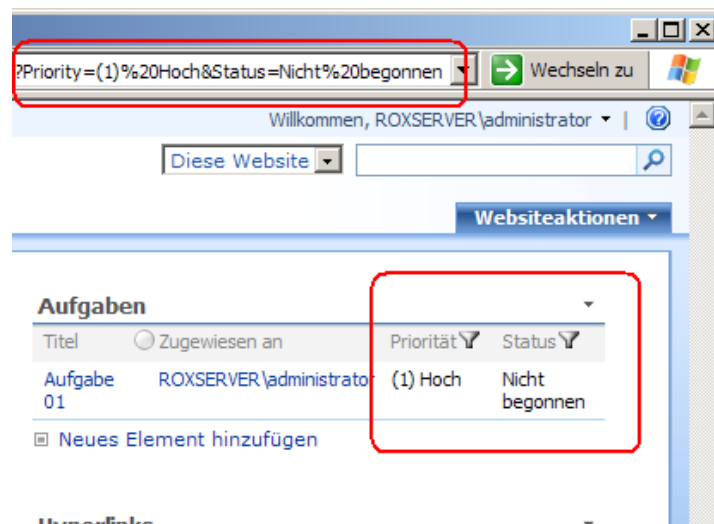 ?Priority=(1)%20Hoch&Status=Nicht%20begonnen Wechseln zu
Willkommen, ROXSERVER\administrator
Diese Website
Websiteaktionen
Aufgaben
Titel Zugewiesen an Priorität Status
Aufgabe 01 ROXSERVER\administrator (1) Hoch Nicht begonnen
Neues Element hinzufügen
Hyperlinks